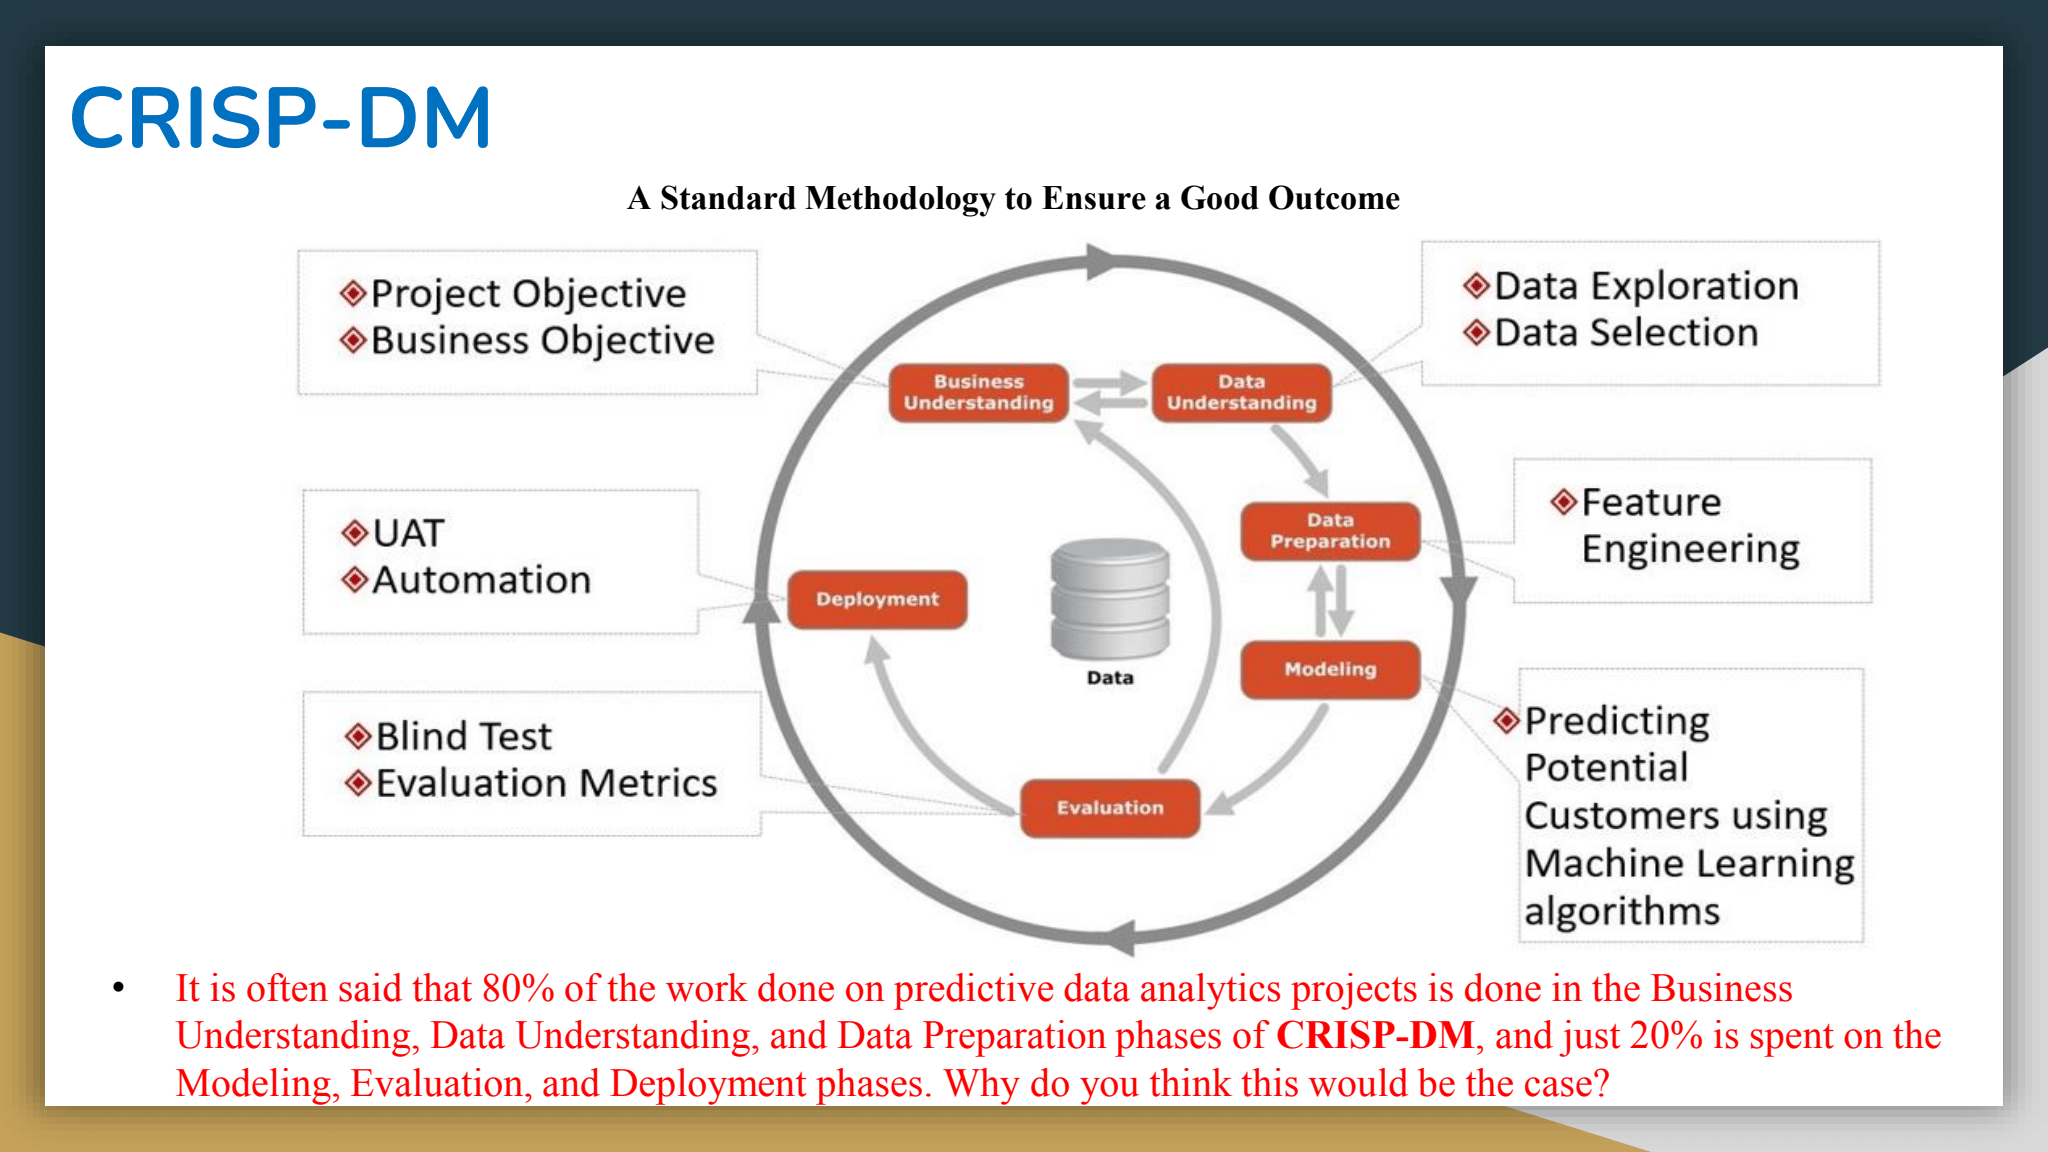 CRISP-DM
A Standard Methodology to Ensure a Good Outcome
Project Objective
Business Objective
Data Exploration
Data Selection
Business
Understanding
Data
Understanding
Feature
Engineering
Data
Preparation
UAT
Automation
Deployment
Data
Modeling
Predicting
Potential
Customers using
Machine Learning
algorithms
Blind Test
Evaluation Metrics
Evaluation
• It is often said that 80% of the work done on predictive data analytics projects is done in the Business
Understanding, Data Understanding, and Data Preparation phases of CRISP-DM, and just 20% is spent on the
Modeling, Evaluation, and Deployment phases. Why do you think this would be the case?